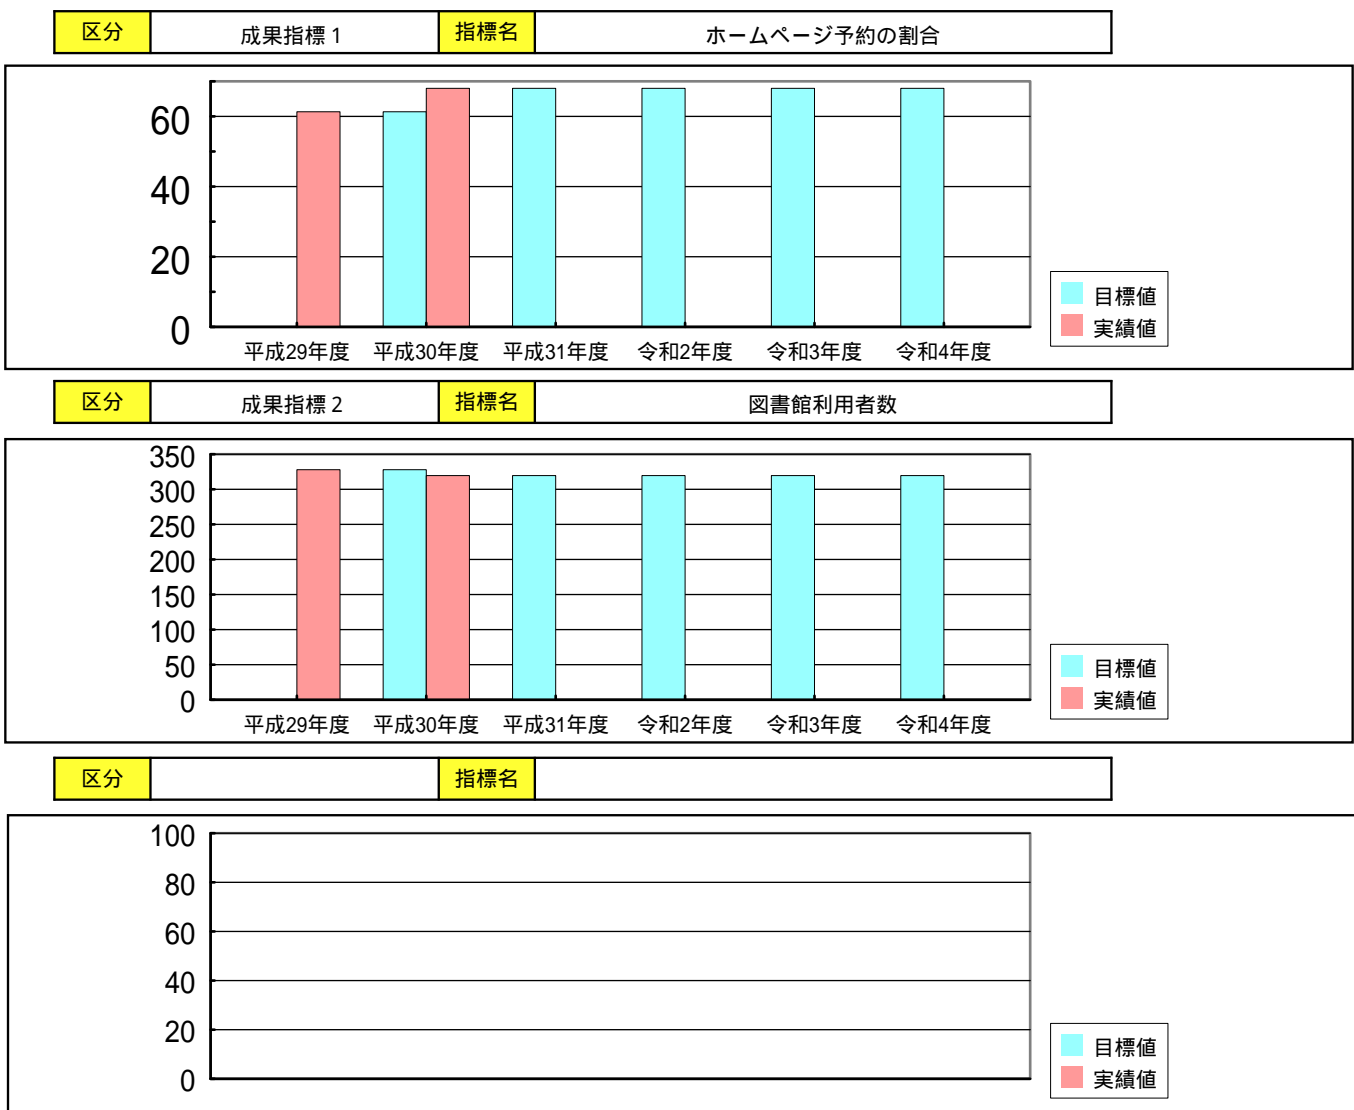 区分 成果指標１ 指標名 ホームページ予約の割合
60
40
20
0
平成29年度 平成30年度 平成31年度 令和2年度 令和3年度 令和4年度
目標値
実績値
区分 成果指標２ 指標名 図書館利用者数
350
300
250
200
150
100
50
0
平成29年度 平成30年度 平成31年度 令和2年度 令和3年度 令和4年度
目標値
実績値
区分 指標名
100
80
60
40
20
0
目標値
実績値